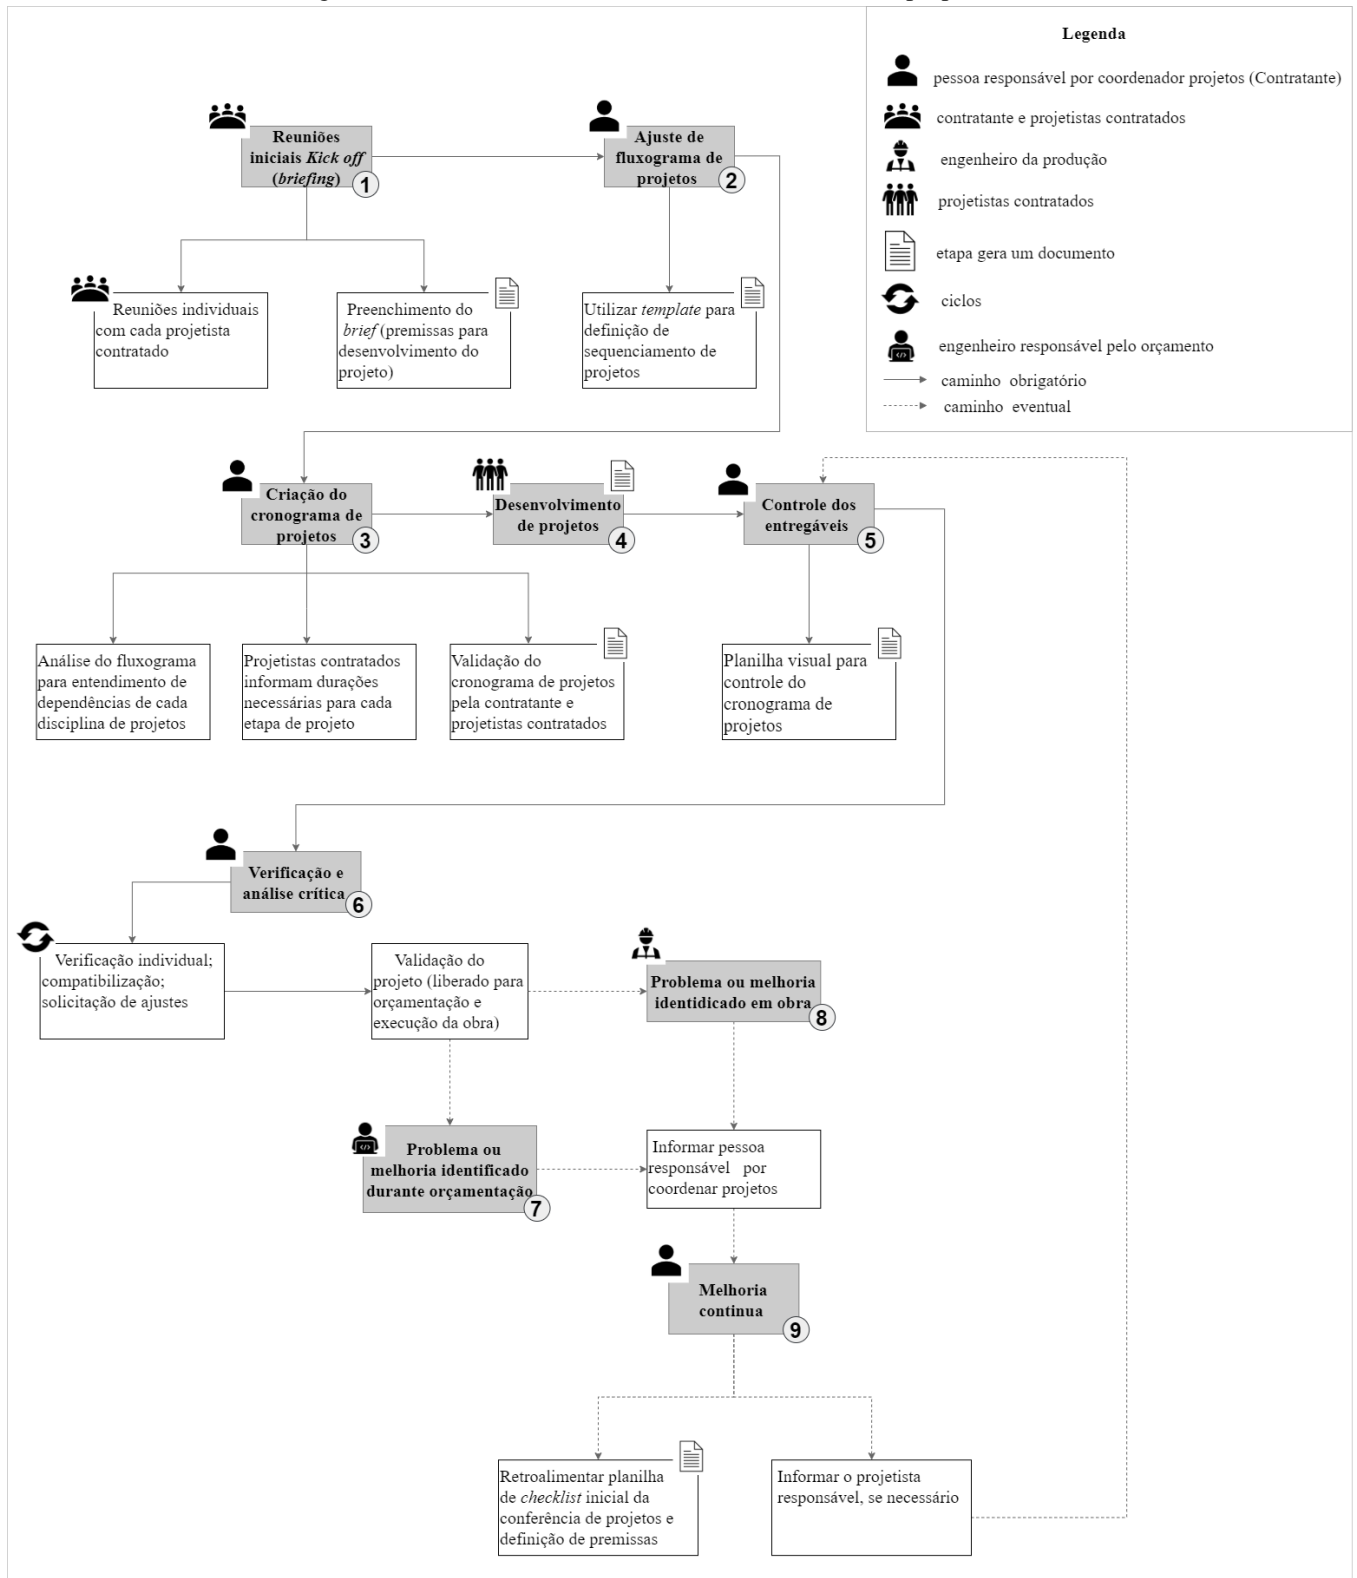 Legenda
pessoa responsável por coordenador projetos (Contratante)
contratante e projetistas contratados
engenheiro da produção
projetistas contratados
etapa gera um documento
ciclos
engenheiro responsável pelo orçamento
caminho obrigatório
caminho eventual
Reuniões
iniciais Kick off
(briefing)
1
Ajuste de
fluxograma de
projetos
2
Reuniões individuais
com cada projetista
contratado
Preenchimento do
brief (premissas para
desenvolvimento do
projeto)
Utilizar template para
definição de
sequenciamento de
projetos
Criação do
cronograma de
projetos
3
Desenvolvimento
de projetos
4
Controle dos
entregáveis
5
Análise do fluxograma
para entendimento de
dependências de cada
disciplina de projetos
Projetistas contratados
informam durações
necessárias para cada
etapa de projeto
Validação do
cronograma de projetos
pela contratante e
projetistas contratados
Planilha visual para
controle do
cronograma de
projetos
Verificação e
análise crítica
6
Verificação individual;
compatibilização;
solicitação de ajustes
Validação do
projeto (liberado para
orçamentação e
execução da obra)
Problema ou melhoria
identidicado em obra
8
Problema ou
melhoria identificado
durante orçamentação
7
Informar pessoa
responsável por
coordenar projetos
Melhoria
continua
9
Retroalimentar planilha
de checklist inicial da
conferência de projetos e
definição de premissas
Informar o projetista
responsável, se necessário